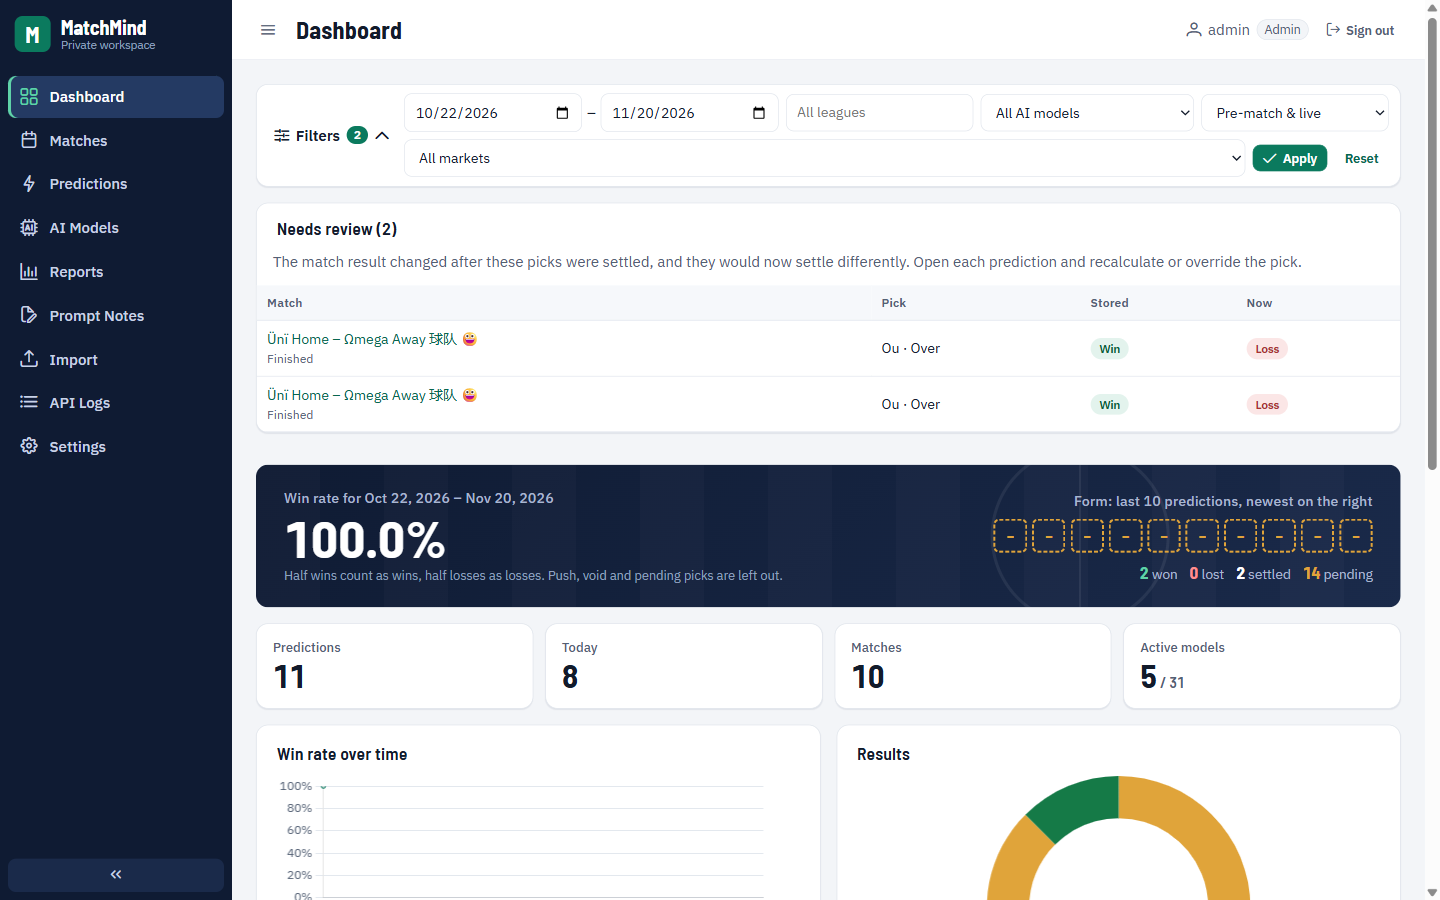 M
MatchMind
Private workspace
Dashboard
Matches
Predictions
AI Models
Reports
Prompt Notes
Import
API Logs
Settings
Dashboard
admin Admin Sign out
Filters 2
10/22/2026 – 11/20/2026 All leagues All AI models Pre-match & live
All markets Apply Reset
Needs review (2)
The match result changed after these picks were settled, and they would now settle differently. Open each prediction and recalculate or override the pick.
Match Pick Stored Now
Ünï Home – Ωmega Away 球队 😀
Finished
Ou · Over Win Loss
Ünï Home – Ωmega Away 球队 😀
Finished
Ou · Over Win Loss
Win rate for Oct 22, 2026 – Nov 20, 2026
100.0%
Half wins count as wins, half losses as losses. Push, void and pending picks are left out.
Form: last 10 predictions, newest on the right
- - - - - - - - - -
2 won 0 lost 2 settled 14 pending
Predictions
11
Today
8
Matches
10
Active models
5 / 31
Win rate over time
100%
80%
60%
40%
20%
0%
Results